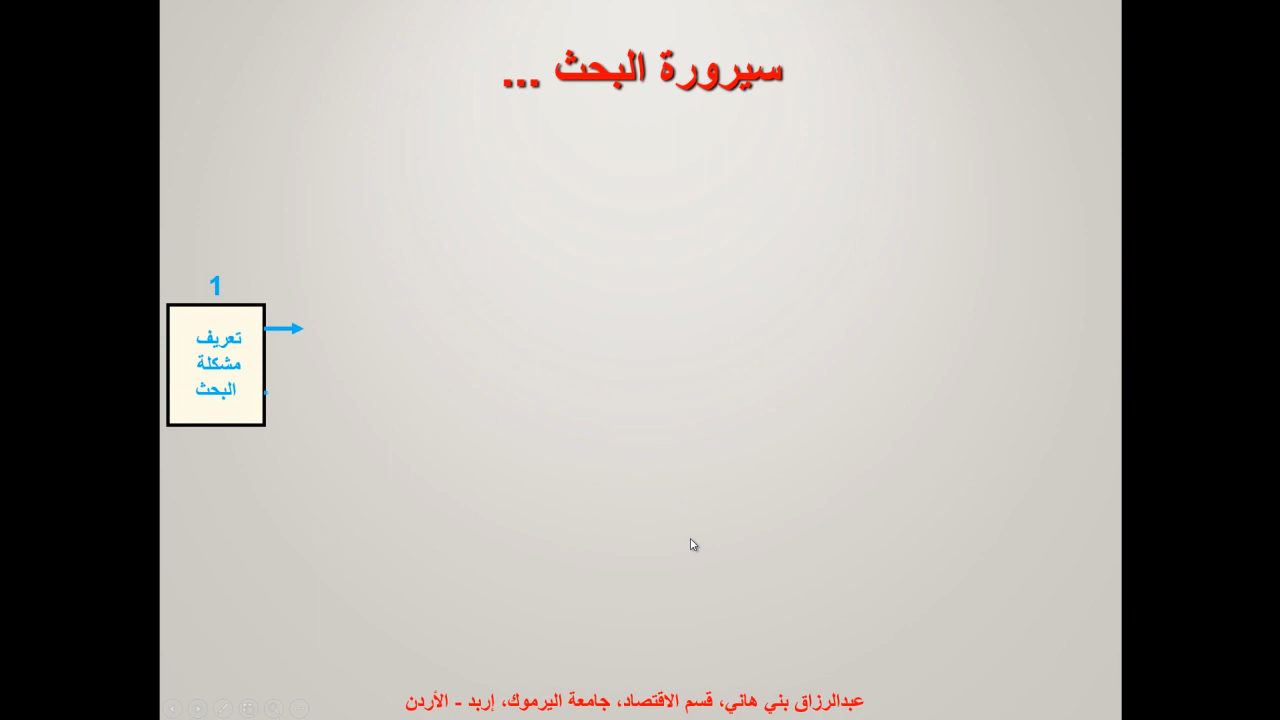 سيرورة البحث ...
1
تعريف
مشكلة
البحث
عبدالرزاق بني هاني، قسم الاقتصاد، جامعة اليرموك، إربد - الأردن